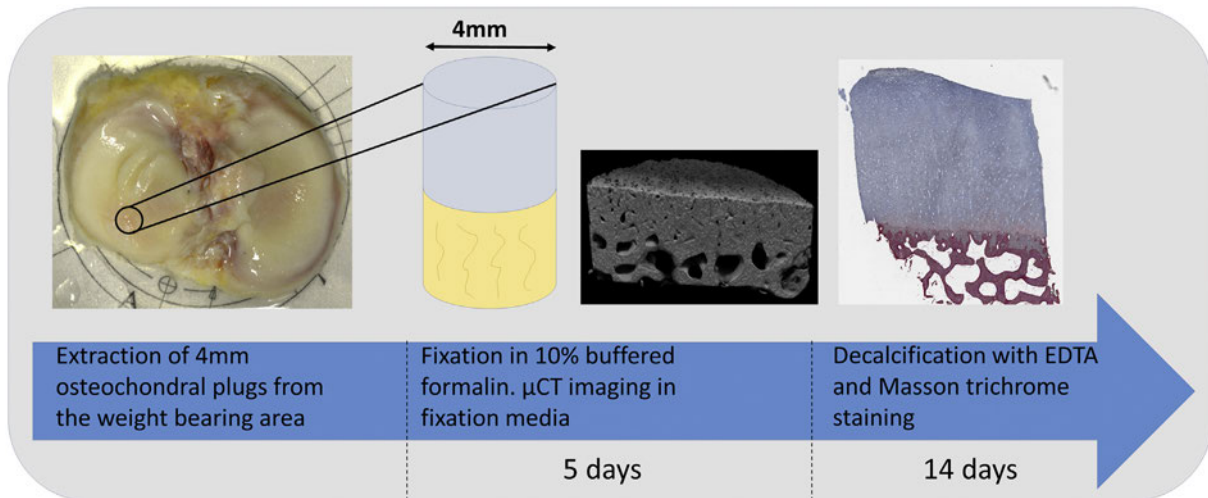 4mm
Extraction of 4mm
osteochondral plugs from
the weight bearing area
Fixation in 10% buffered
formalin. µCT imaging in
fixation media
Decalcification with EDTA
and Masson trichrome
staining
5 days
14 days